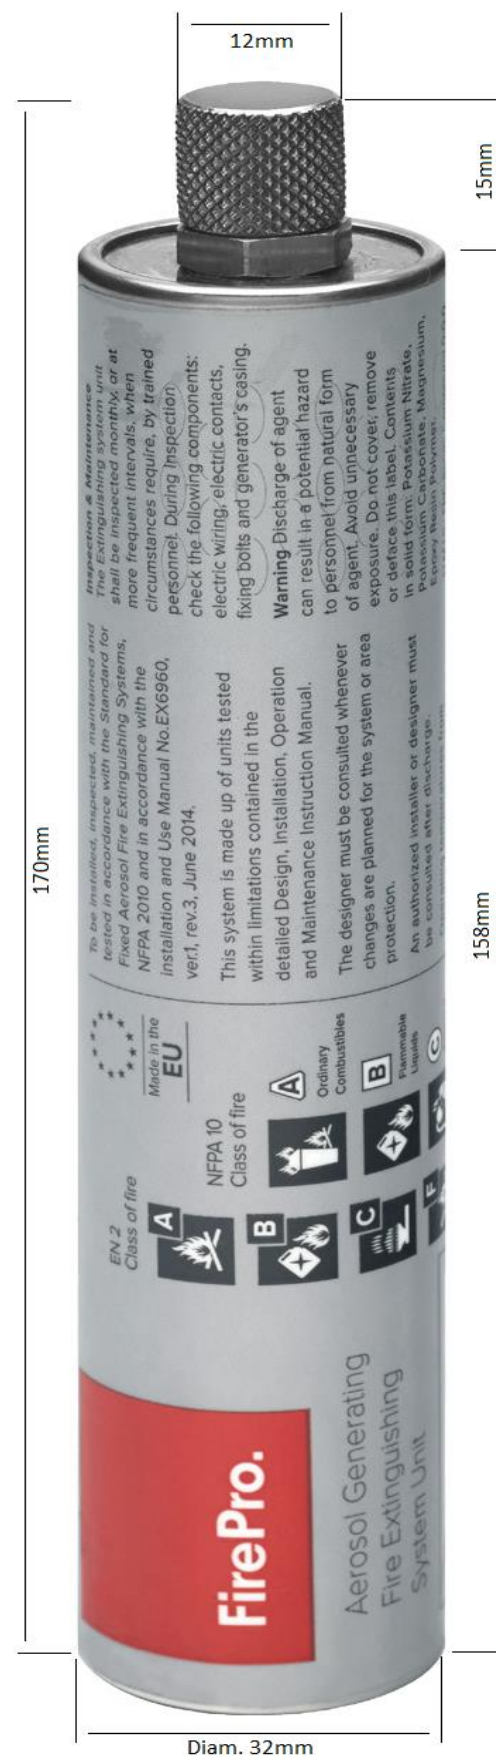 12mm
15mm
170mm
158mm
Inspection & Maintenance
The Extinguishing system unit
shall be inspected monthly, or at
more frequent intervals, when
circumstances require, by trained
personnel. During Inspection
check the following components:
electric wiring, electric contacts,
fixing bolts and generator's casing.
Warning-Discharge of agent
can result in a potential hazard
to personnel from natural form
of agent. Avoid unnecessary
exposure. Do not cover, remove
or deface this label. Contents
in solid form: Potassium Nitrate,
Potassium Carbonate, Magnesium,
Epoxy Resin Polymer.
To be installed, inspected, maintained and
tested in accordance with the Standard for
Fixed Aerosol Fire Extinguishing Systems,
NFPA 2010 and in accordance with the
installation and Use Manual No.EX6960,
ver.1, rev.3, June 2014.
This system is made up of units tested
within limitations contained in the
detailed Design, Installation, Operation
and Maintenance Instruction Manual.
The designer must be consulted whenever
changes are planned for the system or area
protection.
An authorized installer or designer must
be consulted after discharge.
Made in the
EU
EN 2
Class of fire
A
B
C
F
NFPA 10
Class of fire
A
Ordinary
Combustibles
B
Flammable
Liquids
C
FirePro.
Aerosol Generating
Fire Extinguishing
System Unit
Diam. 32mm